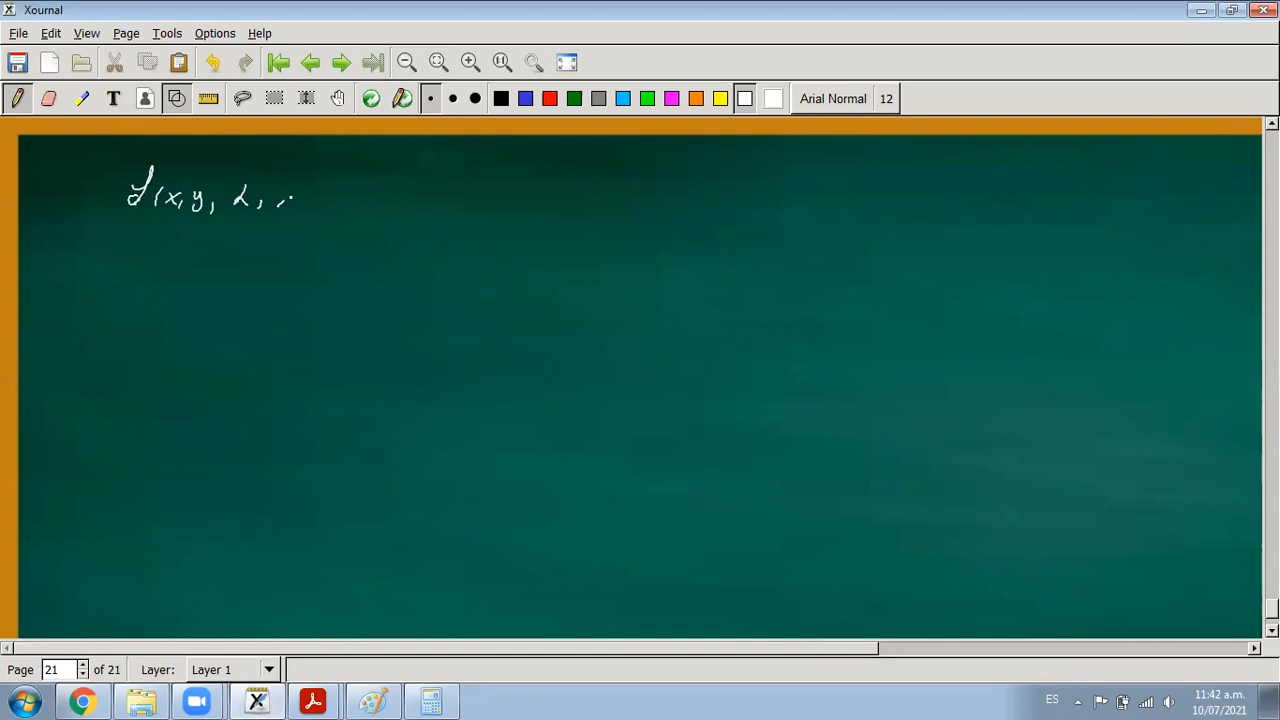 Xournal
File Edit View Page Tools Options Help
Arial Normal 12
ℒ(x, y, λ,
Page 21 of 21 Layer: Layer 1
ES 11:42 a.m.
10/07/2021